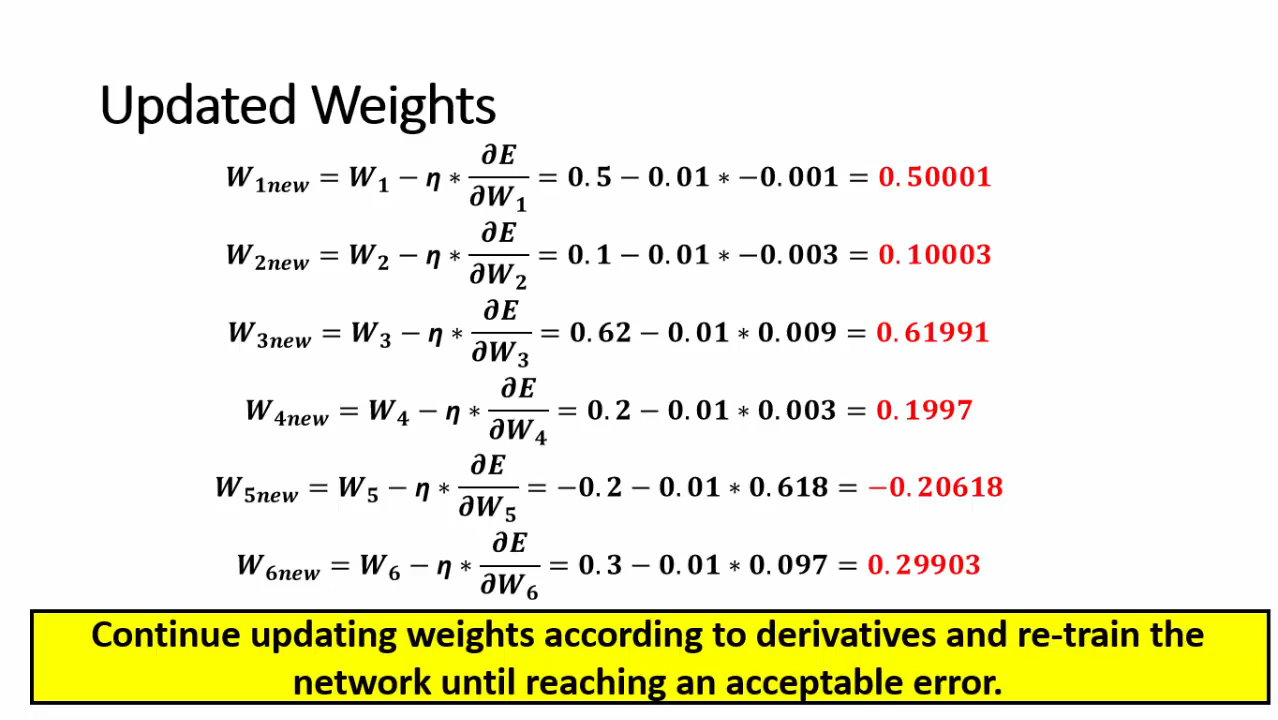 Updated Weights
W₁new = W₁ − η * ∂E/∂W₁ = 0.5 − 0.01 * −0.001 = 0.50001
W₂new = W₂ − η * ∂E/∂W₂ = 0.1 − 0.01 * −0.003 = 0.10003
W₃new = W₃ − η * ∂E/∂W₃ = 0.62 − 0.01 * 0.009 = 0.61991
W₄new = W₄ − η * ∂E/∂W₄ = 0.2 − 0.01 * 0.003 = 0.1997
W₅new = W₅ − η * ∂E/∂W₅ = −0.2 − 0.01 * 0.618 = −0.20618
W₆new = W₆ − η * ∂E/∂W₆ = 0.3 − 0.01 * 0.097 = 0.29903
Continue updating weights according to derivatives and re-train the
network until reaching an acceptable error.